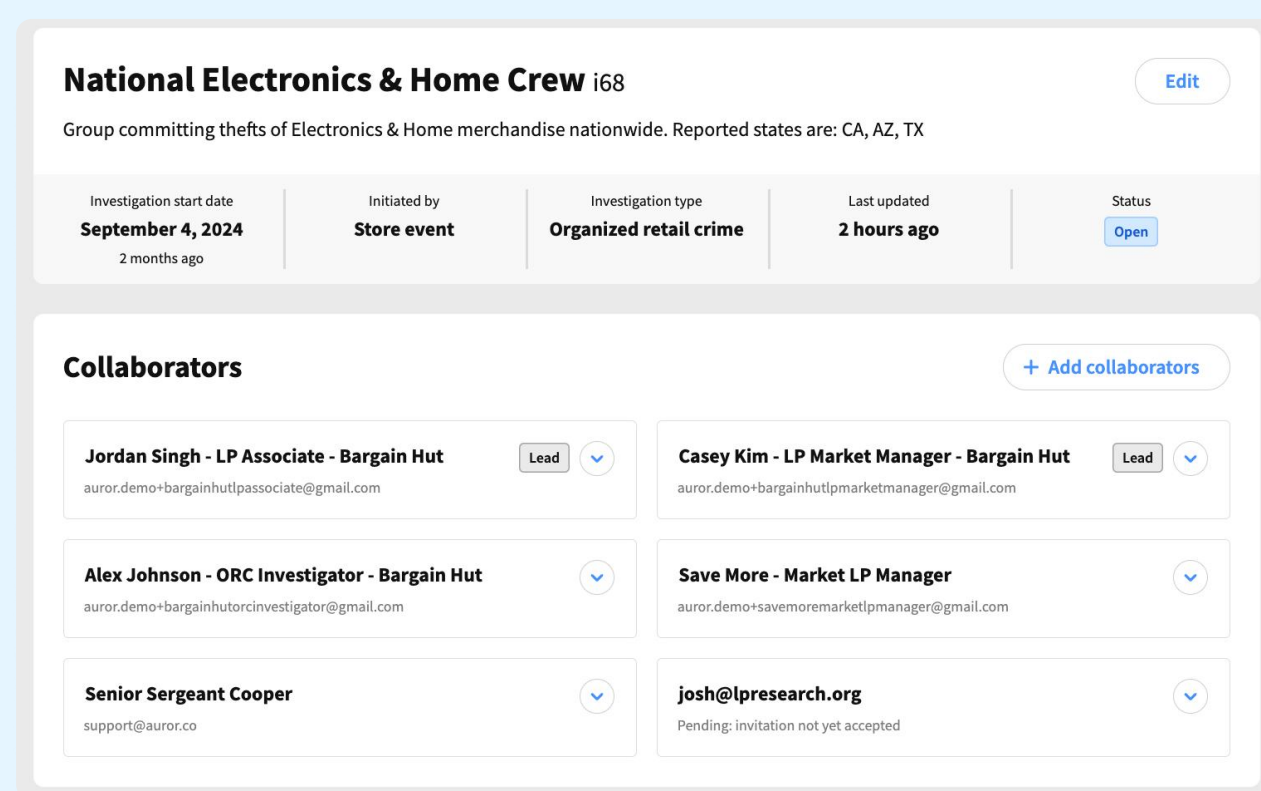 National Electronics & Home Crew i68
Edit
Group committing thefts of Electronics & Home merchandise nationwide. Reported states are: CA, AZ, TX
Investigation start date
September 4, 2024
2 months ago
Initiated by
Store event
Investigation type
Organized retail crime
Last updated
2 hours ago
Status
Open
Collaborators
+ Add collaborators
Jordan Singh - LP Associate - Bargain Hut
Lead
auror.demo+bargainhutlpassociate@gmail.com
Casey Kim - LP Market Manager - Bargain Hut
Lead
auror.demo+bargainhutlpmarketmanager@gmail.com
Alex Johnson - ORC Investigator - Bargain Hut
auror.demo+bargainhutorcinvestigator@gmail.com
Save More - Market LP Manager
auror.demo+savemoremarketlpmanager@gmail.com
Senior Sergeant Cooper
support@auror.co
josh@lpresearch.org
Pending: invitation not yet accepted